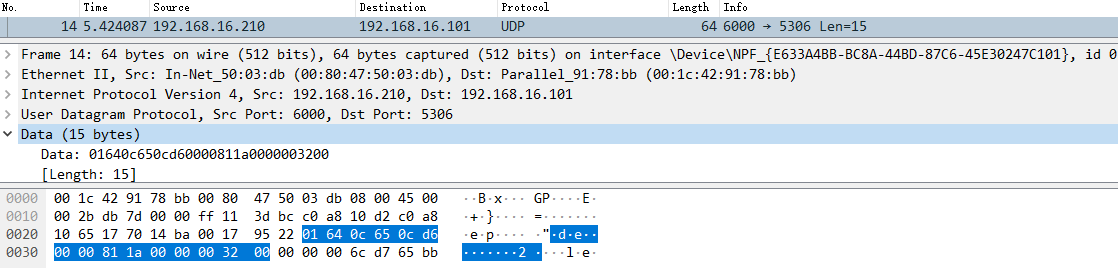 No. Time Source Destination Protocol Length Info
14 5.424087 192.168.16.210 192.168.16.101 UDP 64 6000 → 5306 Len=15
Frame 14: 64 bytes on wire (512 bits), 64 bytes captured (512 bits) on interface \Device\NPF_{E633A4BB-BC8A-44BD-87C6-45E30247C101}, id 0
Ethernet II, Src: In-Net_50:03:db (00:80:47:50:03:db), Dst: Parallel_91:78:bb (00:1c:42:91:78:bb)
Internet Protocol Version 4, Src: 192.168.16.210, Dst: 192.168.16.101
User Datagram Protocol, Src Port: 6000, Dst Port: 5306
Data (15 bytes)
Data: 01640c650cd60000811a0000003200
[Length: 15]
0000 00 1c 42 91 78 bb 00 80 47 50 03 db 08 00 45 00 ··B·x··· GP····E·
0010 00 2b db 7d 00 00 ff 11 3d bc c0 a8 10 d2 c0 a8 ·+·}···· =·······
0020 10 65 17 70 14 ba 00 17 95 22 01 64 0c 65 0c d6 ·e·p···· ·"·d·e··
0030 00 00 81 1a 00 00 00 32 00 00 00 00 6c d7 65 bb ·······2 ····l·e·